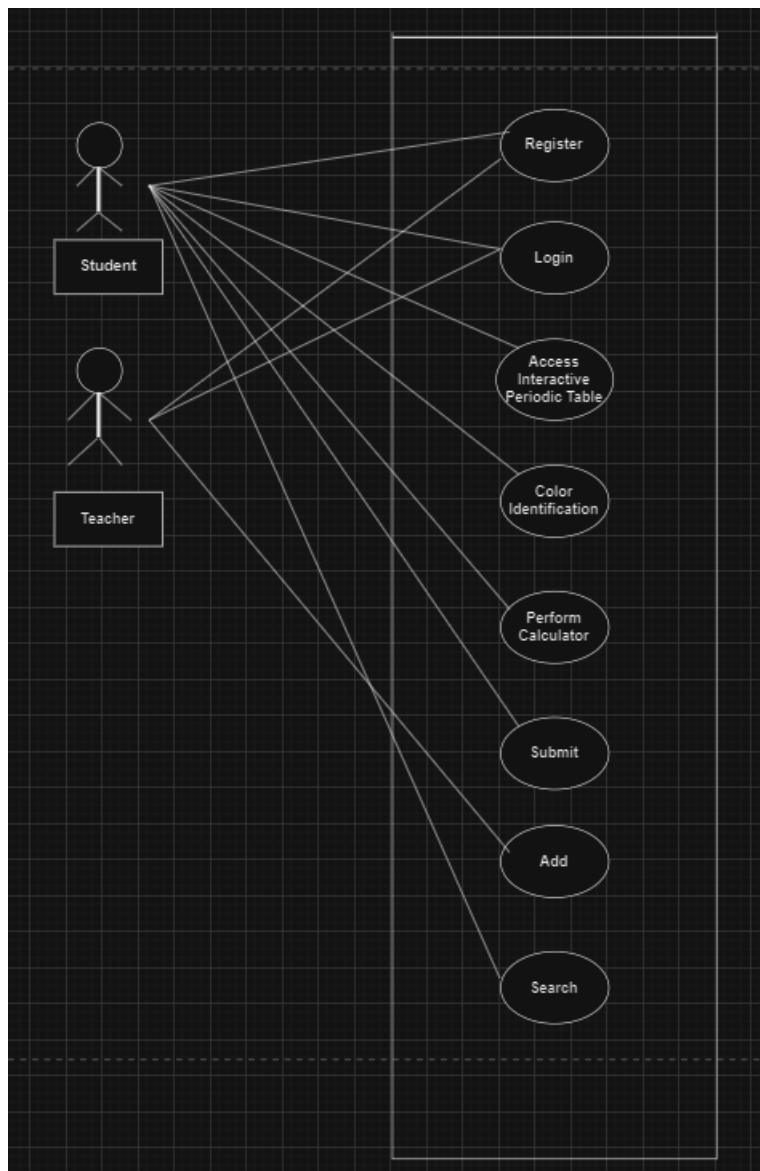 Register
Student
Login
Access
Interactive
Periodic Table
Teacher
Color
Identification
Perform
Calculator
Submit
Add
Search